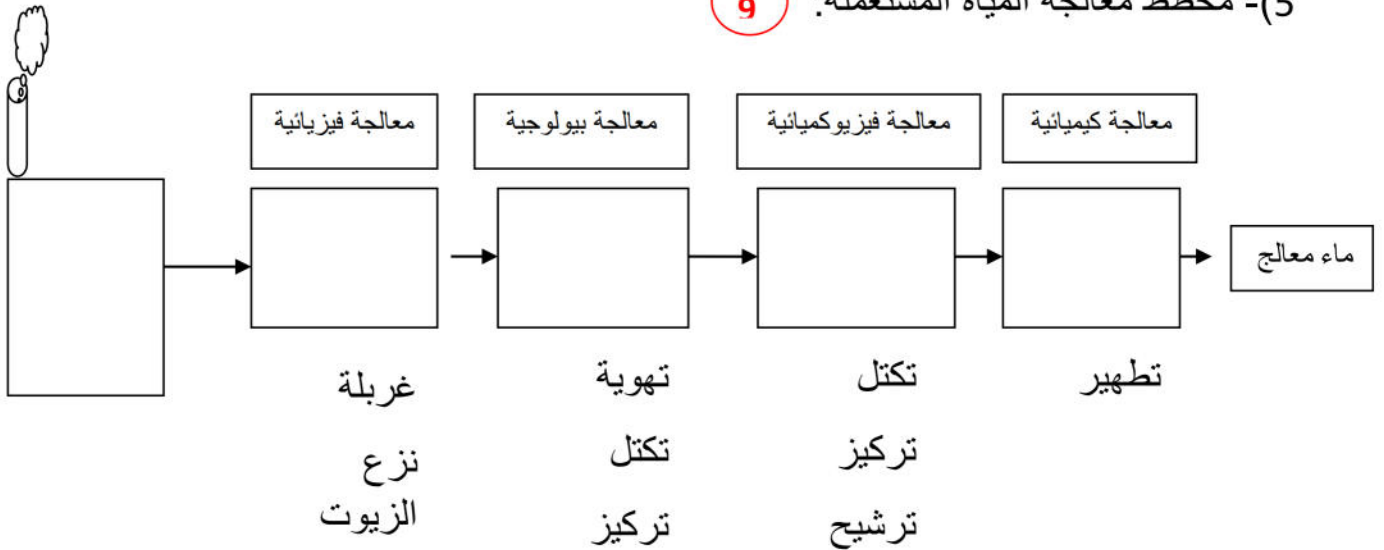 5)- مخطط معالجة المياه المستعملة.
9
معالجة فيزيائية
معالجة بيولوجية
معالجة فيزيوكميائية
معالجة كيميائية
ماء معالج
غربلة
نزع
الزيوت
تهوية
تكتل
تركيز
تكتل
تركيز
ترشيح
تطهير